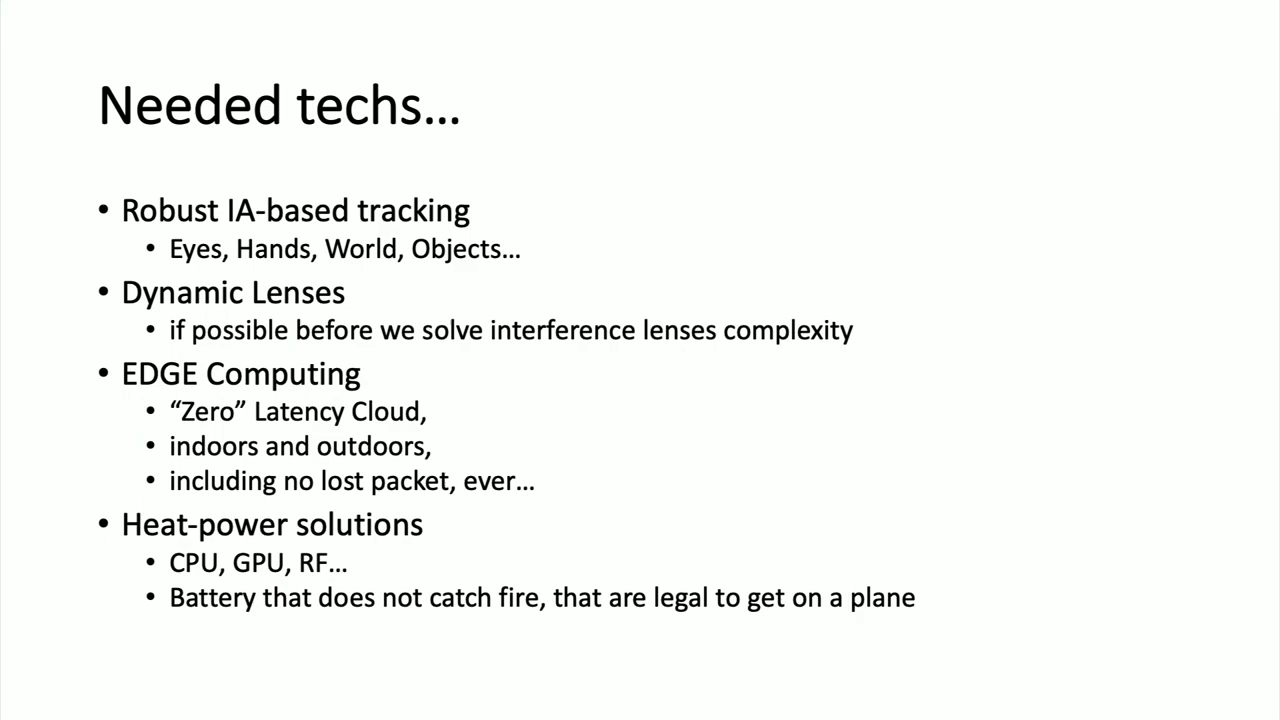 Needed techs…
• Robust IA-based tracking
• Eyes, Hands, World, Objects…
• Dynamic Lenses
• if possible before we solve interference lenses complexity
• EDGE Computing
• “Zero” Latency Cloud,
• indoors and outdoors,
• including no lost packet, ever…
• Heat-power solutions
• CPU, GPU, RF…
• Battery that does not catch fire, that are legal to get on a plane